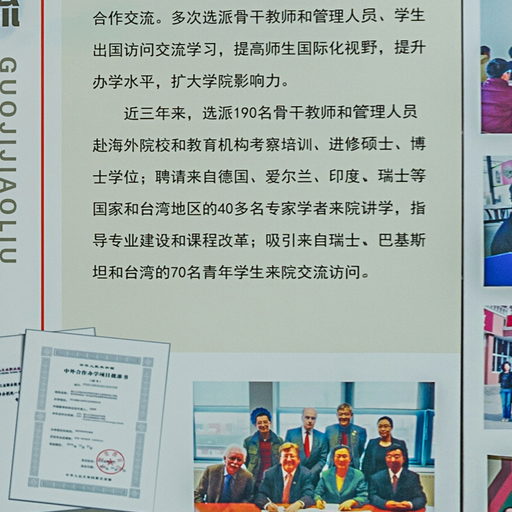 流
GUOJIJIAOLIU
合作交流。多次选派骨干教师和管理人员、学生
出国访问交流学习，提高师生国际化视野，提升
办学水平，扩大学院影响力。
近三年来，选派190名骨干教师和管理人员
赴海外院校和教育机构考察培训、进修硕士、博
士学位；聘请来自德国、爱尔兰、印度、瑞士等
国家和台湾地区的40多名专家学者来院讲学，指
导专业建设和课程改革；吸引来自瑞士、巴基斯
坦和台湾的70名青年学生来院交流访问。
中外合作办学项目批准书